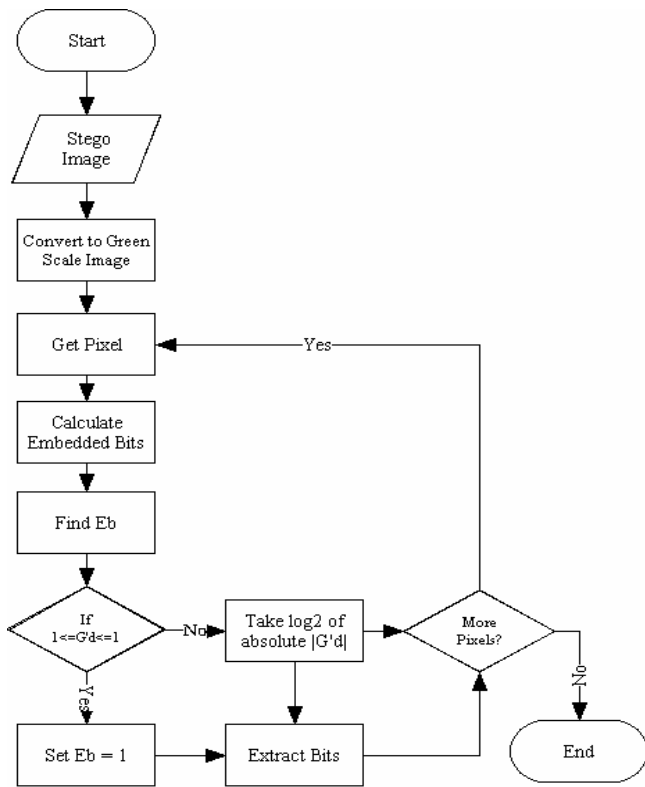 Start
Stego
Image
Convert to Green
Scale Image
Get Pixel
Yes
Calculate
Embedded Bits
Find Eb
If
1<=G'd<=1
No
Take log2 of
absolute |G'd|
More
Pixels?
Yes
No
Set Eb = 1
Extract Bits
End